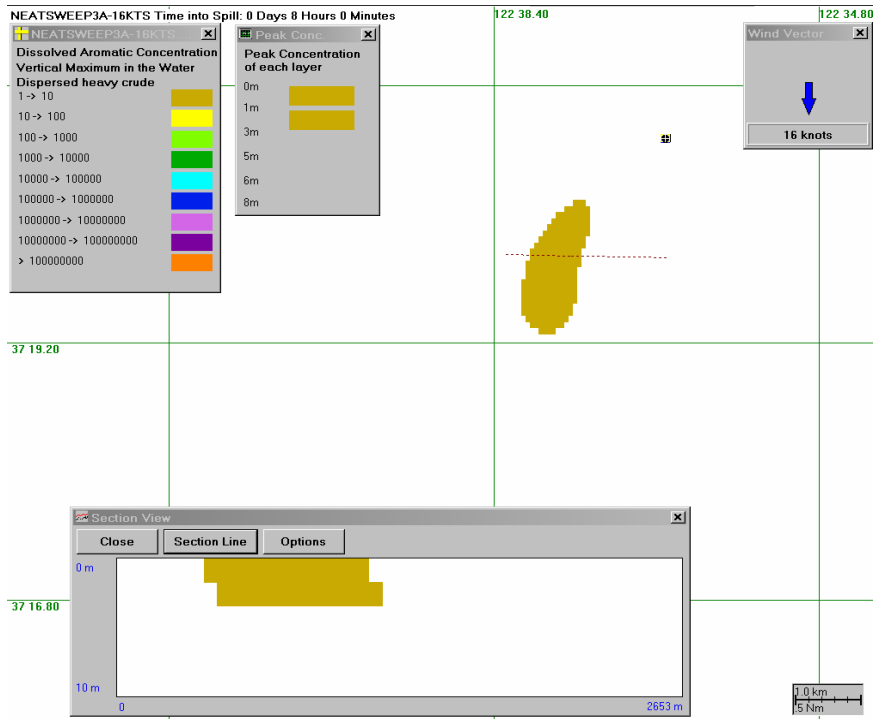 NEATSWEEP3A-16KTS Time into Spill: 0 Days 8 Hours 0 Minutes
122 38.40
122 34.80
NEATSWEEP3A-16KTS
Dissolved Aromatic Concentration
Vertical Maximum in the Water
Dispersed heavy crude
1 -> 10
10 -> 100
100 -> 1000
1000 -> 10000
10000 -> 100000
100000 -> 1000000
1000000 -> 10000000
10000000 -> 100000000
> 100000000
Peak Conc.
Peak Concentration
of each layer
0m
1m
3m
5m
6m
8m
Wind Vector
16 knots
37 19.20
Section View
Close
Section Line
Options
0 m
10 m
0
2653 m
37 16.80
1.0 km
.5 Nm